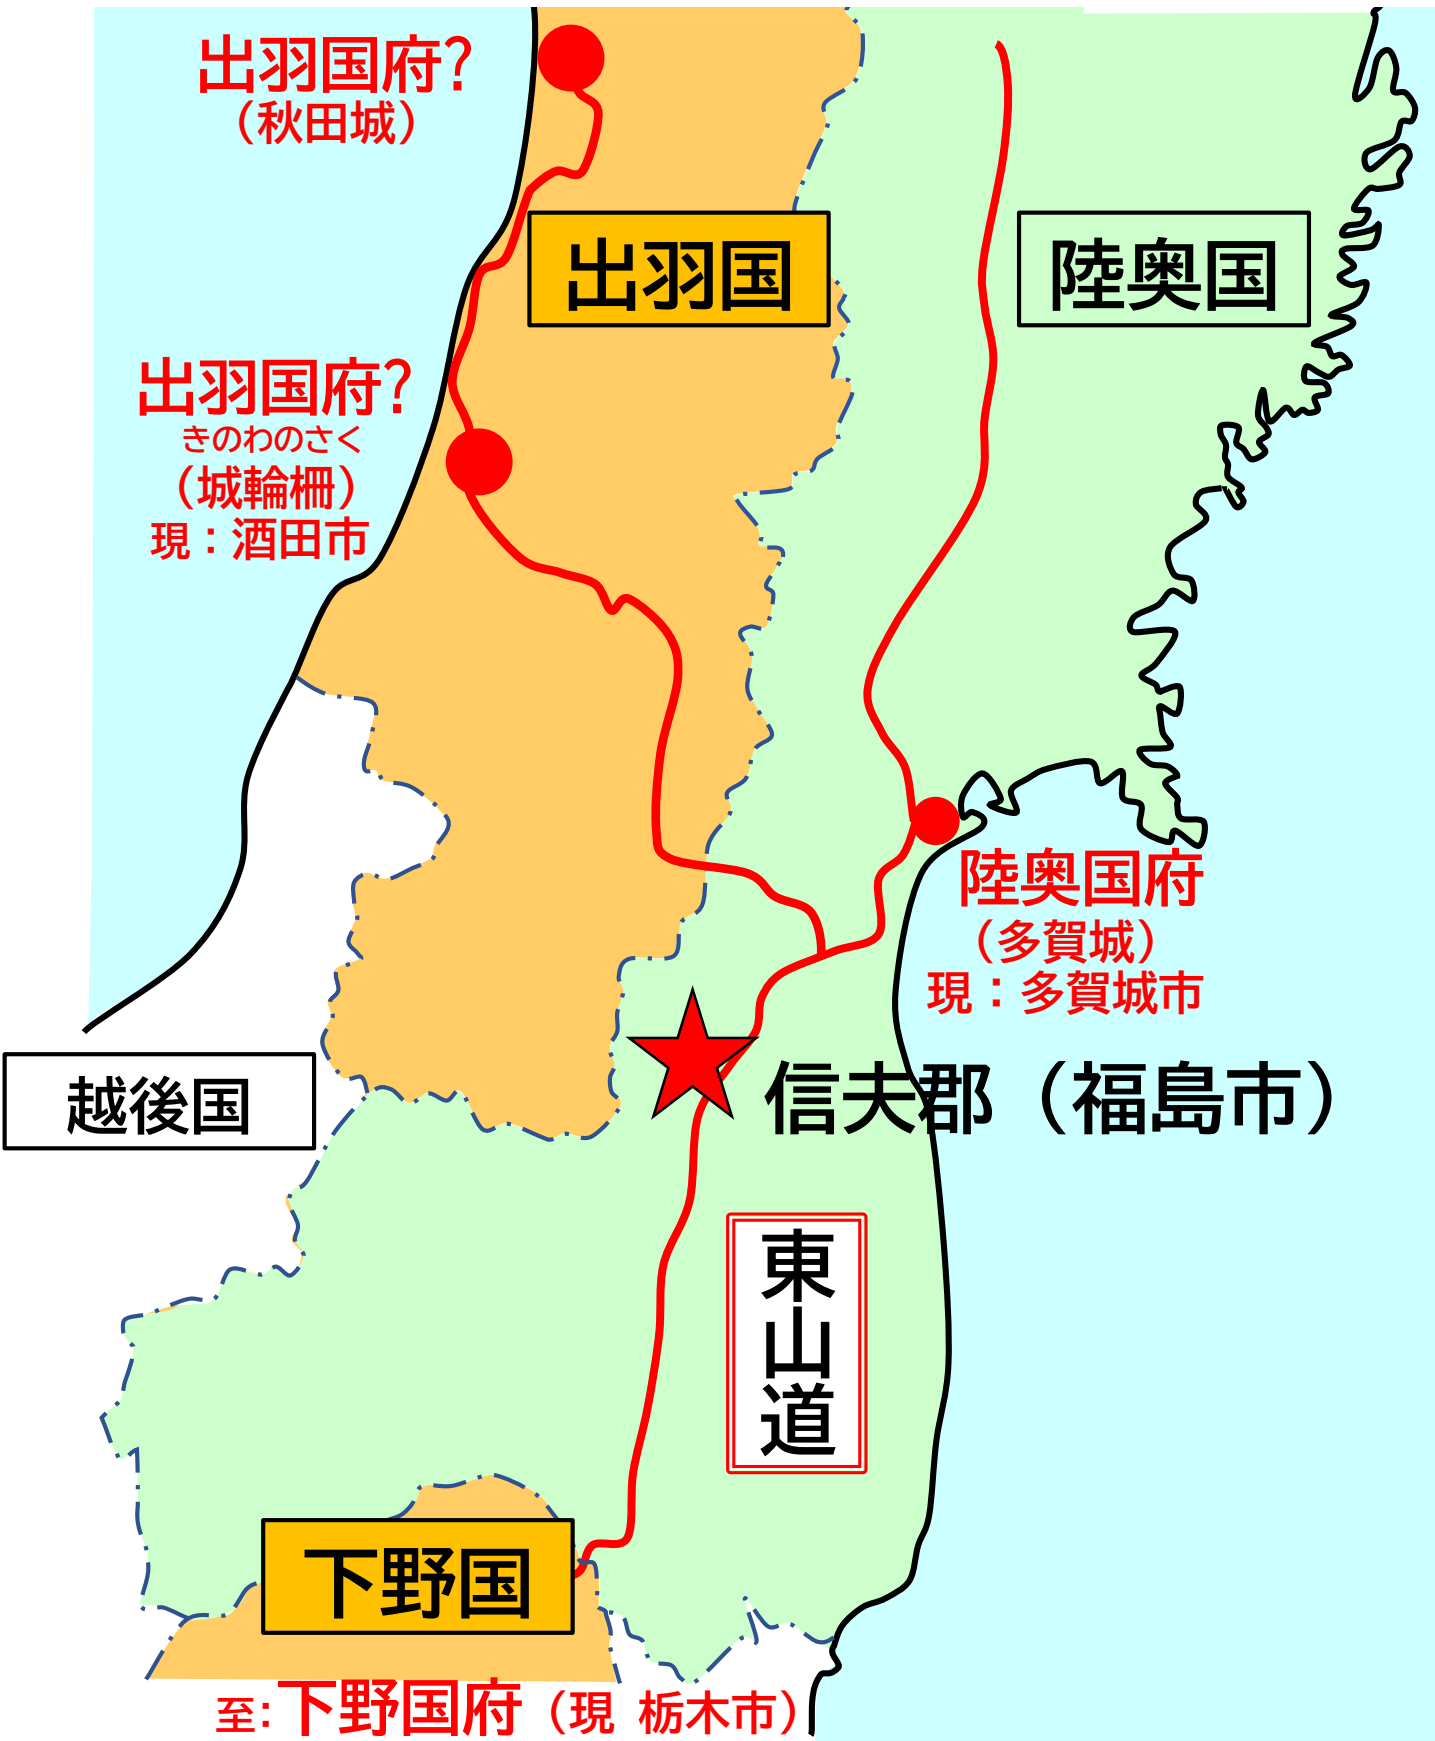 出羽国府?
（秋田城）
出羽国
陸奥国
出羽国府?
きのわのさく
（城輪柵）
現：酒田市
陸奥国府
（多賀城）
現：多賀城市
越後国
信夫郡（福島市）
東山道
下野国
至:下野国府（現 栃木市）